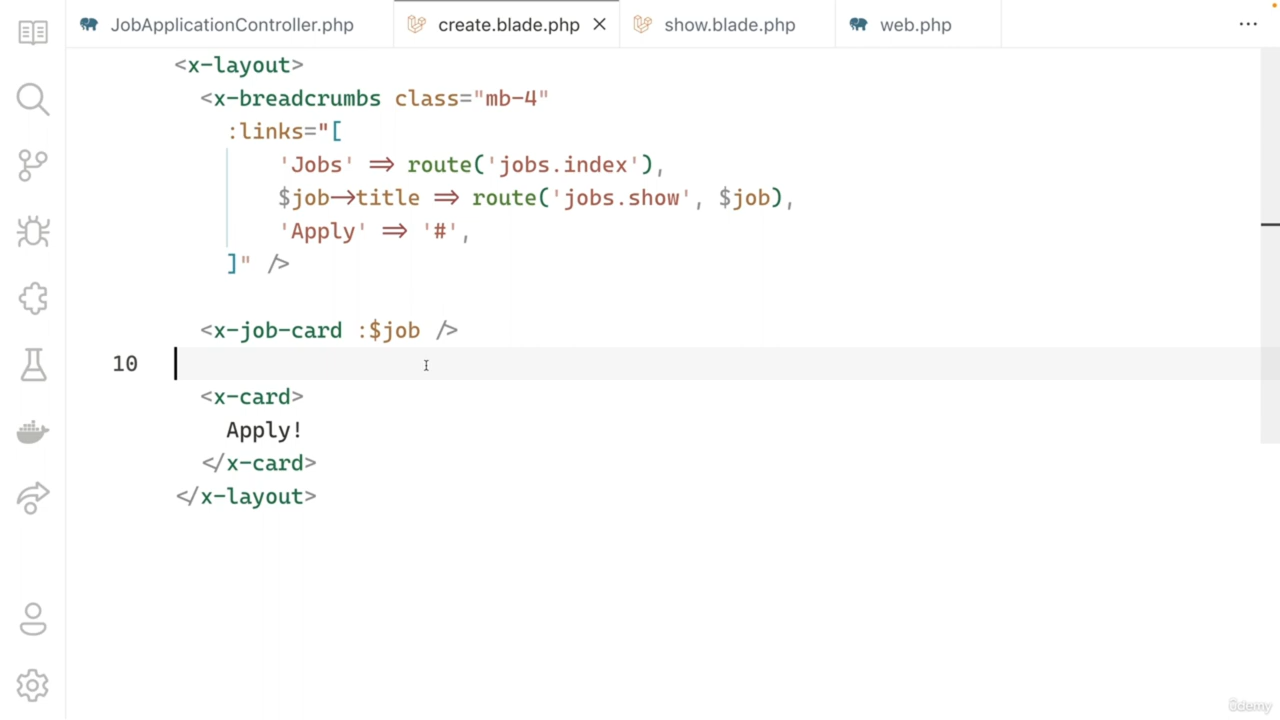 JobApplicationController.php create.blade.php show.blade.php web.php
<x-layout>
<x-breadcrumbs class="mb-4"
:links="[
'Jobs' => route('jobs.index'),
$job->title => route('jobs.show', $job),
'Apply' => '#',
]" />
<x-job-card :$job />
10
<x-card>
Apply!
</x-card>
</x-layout>
ûdemy